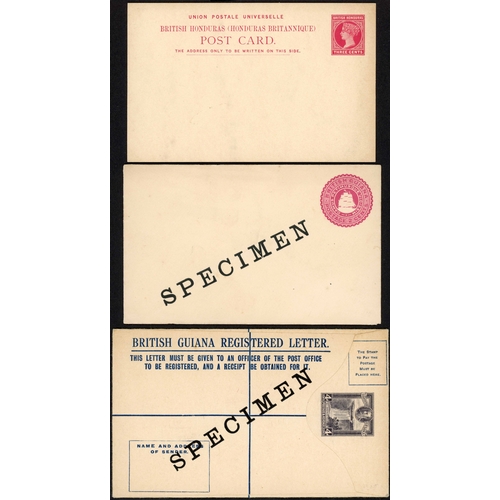 UNION POSTALE UNIVERSELLE
BRITISH HONDURAS (HONDURAS BRITANNIQUE)
POST CARD.
THE ADDRESS ONLY TO BE WRITTEN ON THIS SIDE.
BRITISH HONDURAS
THREE CENTS
SPECIMEN
BRITISH GUIANA REGISTERED LETTER.
THIS LETTER MUST BE GIVEN TO AN OFFICER OF THE POST OFFICE
TO BE REGISTERED, AND A RECEIPT BE OBTAINED FOR IT.
THE STAMP
TO PAY THE
POSTAGE
MUST BE
PLACED HERE.
SPECIMEN
NAME AND ADDRESS
OF SENDER.